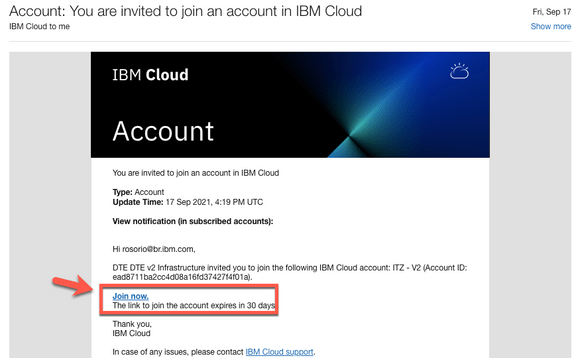 Account: You are invited to join an account in IBM Cloud
Fri, Sep 17
IBM Cloud to me
Show more
IBM Cloud
Account
You are invited to join an account in IBM Cloud
Type: Account
Update Time: 17 Sep 2021, 4:19 PM UTC
View notification (in subscribed accounts):
Hi rosorio@br.ibm.com,
DTE DTE v2 Infrastructure invited you to join the following IBM Cloud account: ITZ - V2 (Account ID:
ead8711ba2cc4d08a16fd37427f4f01a).
Join now.
The link to join the account expires in 30 days
Thank you,
IBM Cloud
In case of any issues, please contact IBM Cloud support.